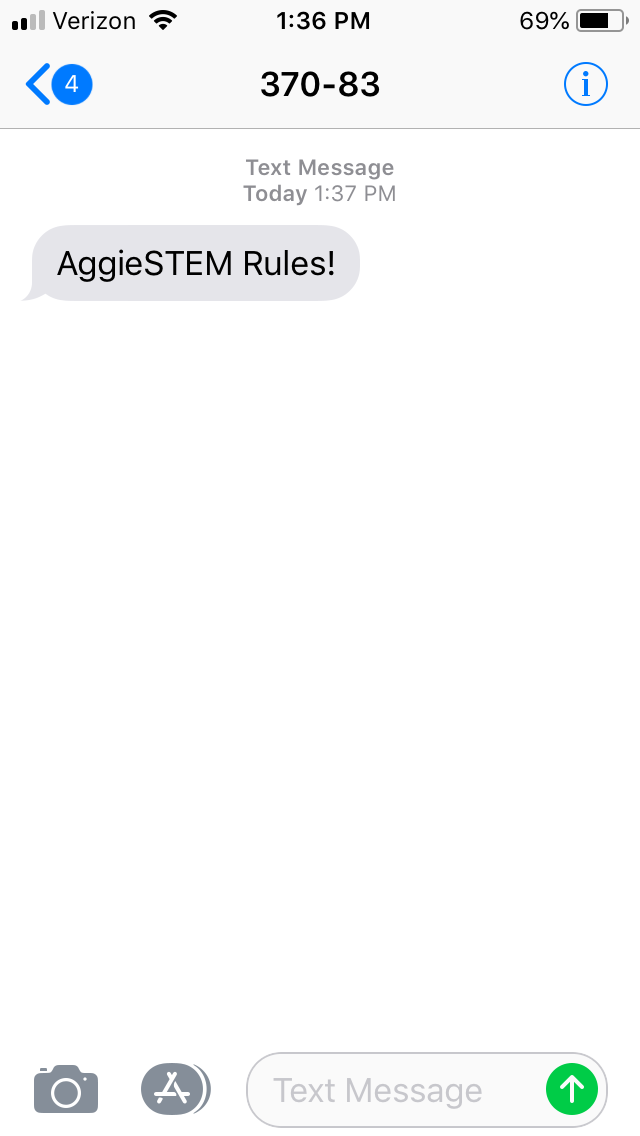 Verizon 1:36 PM 69%
4 370-83 i
Text Message
Today 1:37 PM
AggieSTEM Rules!
Text Message